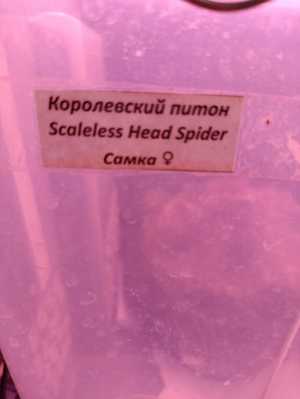 Королевский питон
Scaleless Head Spider
Самка ♀